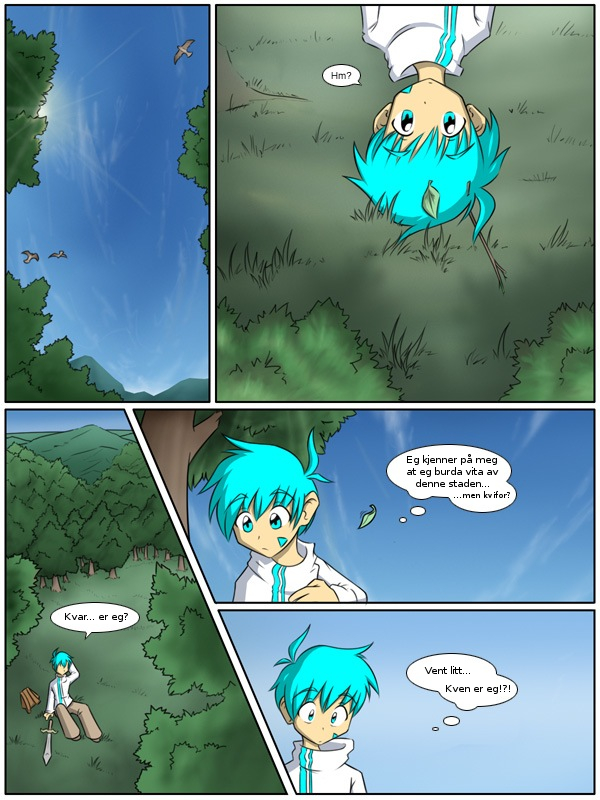 Hm?
Kvar... er eg?
Eg kjenner på meg
at eg burda vita av
denne staden...
...men kvifor?
Vent litt...
Kven er eg!?!